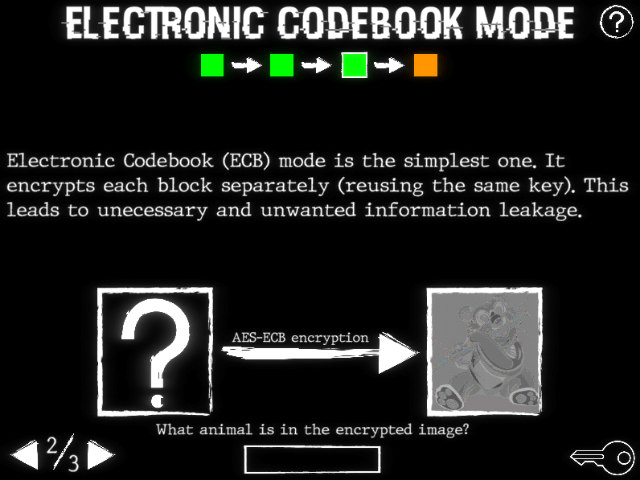 ELECTRONIC CODEBOOK MODE
?
Electronic Codebook (ECB) mode is the simplest one. It
encrypts each block separately (reusing the same key). This
leads to unecessary and unwanted information leakage.
?
AES-ECB encryption
What animal is in the encrypted image?
2/3